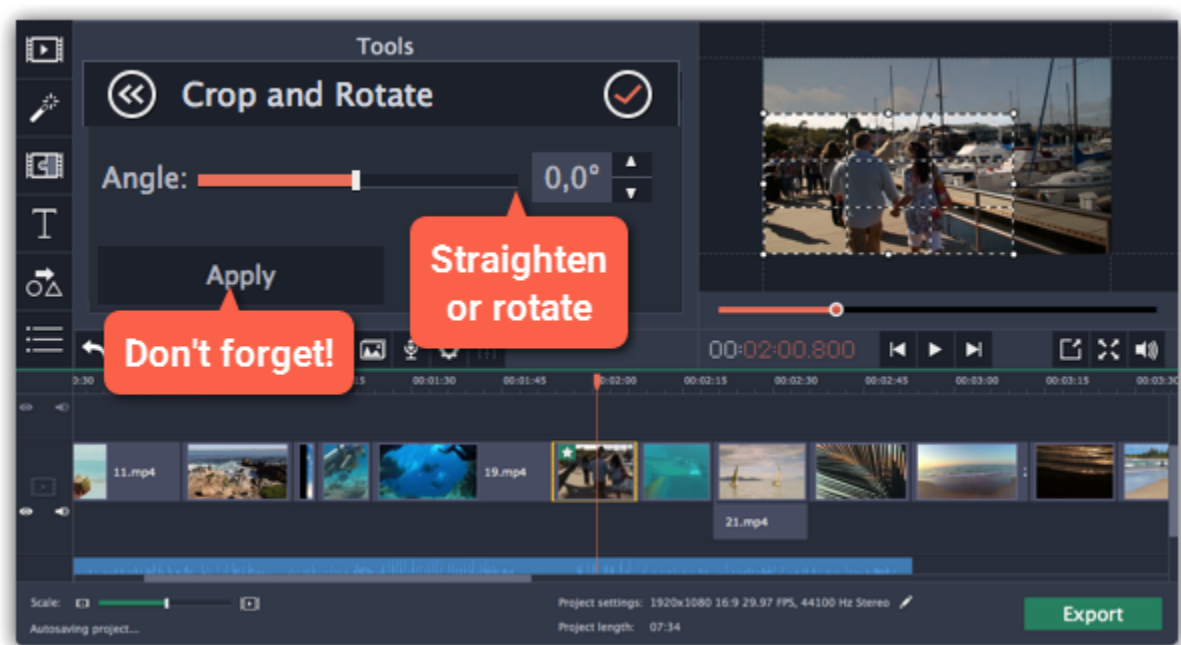 Tools
Crop and Rotate
Angle:
0,0°
Straighten
or rotate
Apply
Don't forget!
T
00:02:00.800
00:01:30
00:01:45
00:02:00
00:02:15
00:02:30
00:02:45
00:03:00
00:03:15
11.mp4
19.mp4
21.mp4
Scale:
Project settings: 1920x1080 16:9 29.97 FPS, 44100 Hz Stereo
Autosaving project...
Project length: 07:34
Export